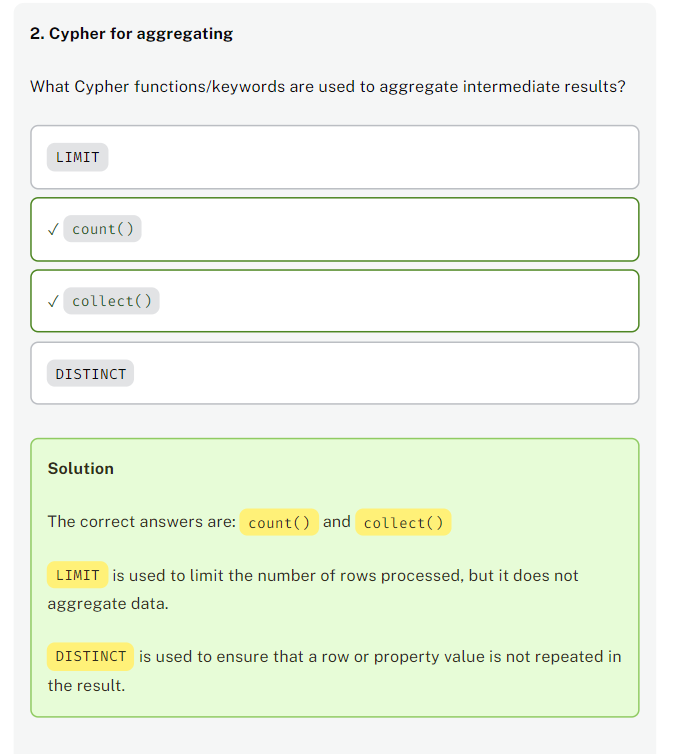 2. Cypher for aggregating
What Cypher functions/keywords are used to aggregate intermediate results?
LIMIT
✓ count()
✓ collect()
DISTINCT
Solution
The correct answers are: count() and collect()
LIMIT is used to limit the number of rows processed, but it does not
aggregate data.
DISTINCT is used to ensure that a row or property value is not repeated in
the result.